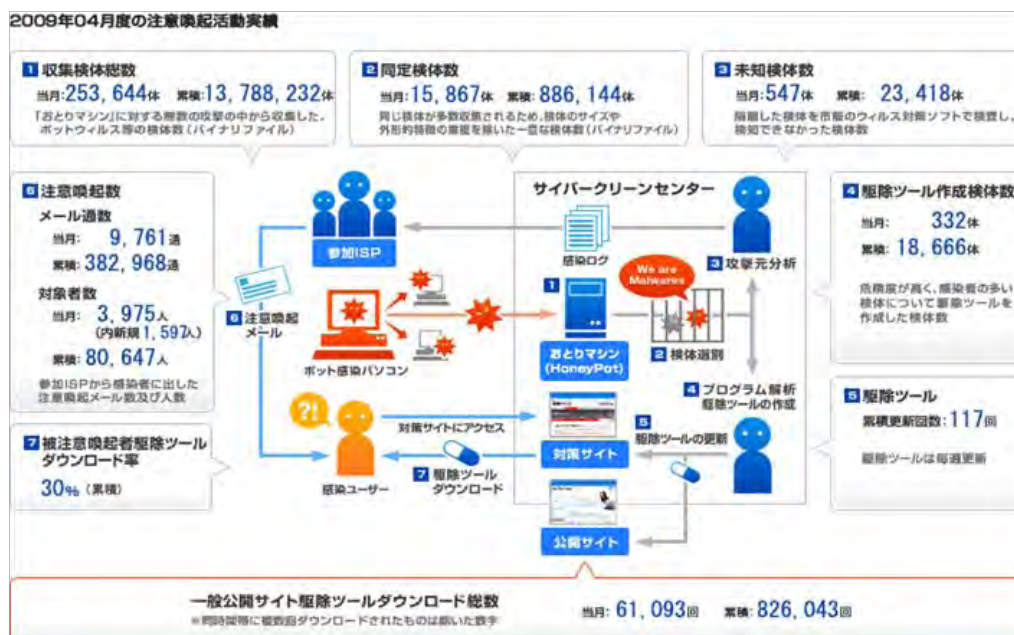 2009年04月度の注意喚起活動実績
1 収集検体総数
当月:253,644体 累積:13,788,232体
「おとりマシン」に対する無数の攻撃の中から収集した、
ボットウィルス等の検体数(バイナリファイル)
2 同定検体数
当月:15,867体 累積:886,144体
同じ検体が多数収集されるため、検体のサイズや
外形的特徴の重複を除いた一意な検体数(バイナリファイル)
3 未知検体数
当月:547体 累積: 23,418体
隔離した検体を市販のウィルス対策ソフトで検査し、
検知できなかった検体数
6 注意喚起数
メール通数
当月: 9,761通
累積:382,968通
対象者数
当月: 3,975人
(内新規1,597人)
累積:80,647人
参加ISPから感染者に出した
注意喚起メール数及び人数
7 被注意喚起者駆除ツール
ダウンロード率
30%(累積)
参加ISP
6 注意喚起
メール
ボット感染パソコン
?!
感染ユーザー
対策サイトにアクセス
7 駆除ツール
ダウンロード
サイバークリーンセンター
感染ログ
We are
Malwares
3 攻撃元分析
1
おとりマシン
(HoneyPot)
2 検体選別
4 プログラム解析
駆除ツールの作成
5
駆除ツールの更新
対策サイト
公開サイト
4 駆除ツール作成検体数
当月: 332体
累積:18,666体
危険度が高く、感染者の多い
検体について駆除ツールを
作成した検体数
5 駆除ツール
累積更新回数:117回
駆除ツールは毎週更新
一般公開サイト駆除ツールダウンロード総数
※同時間帯に複数回ダウンロードされたものは除いた数字
当月:61,093回 累積:826,043回